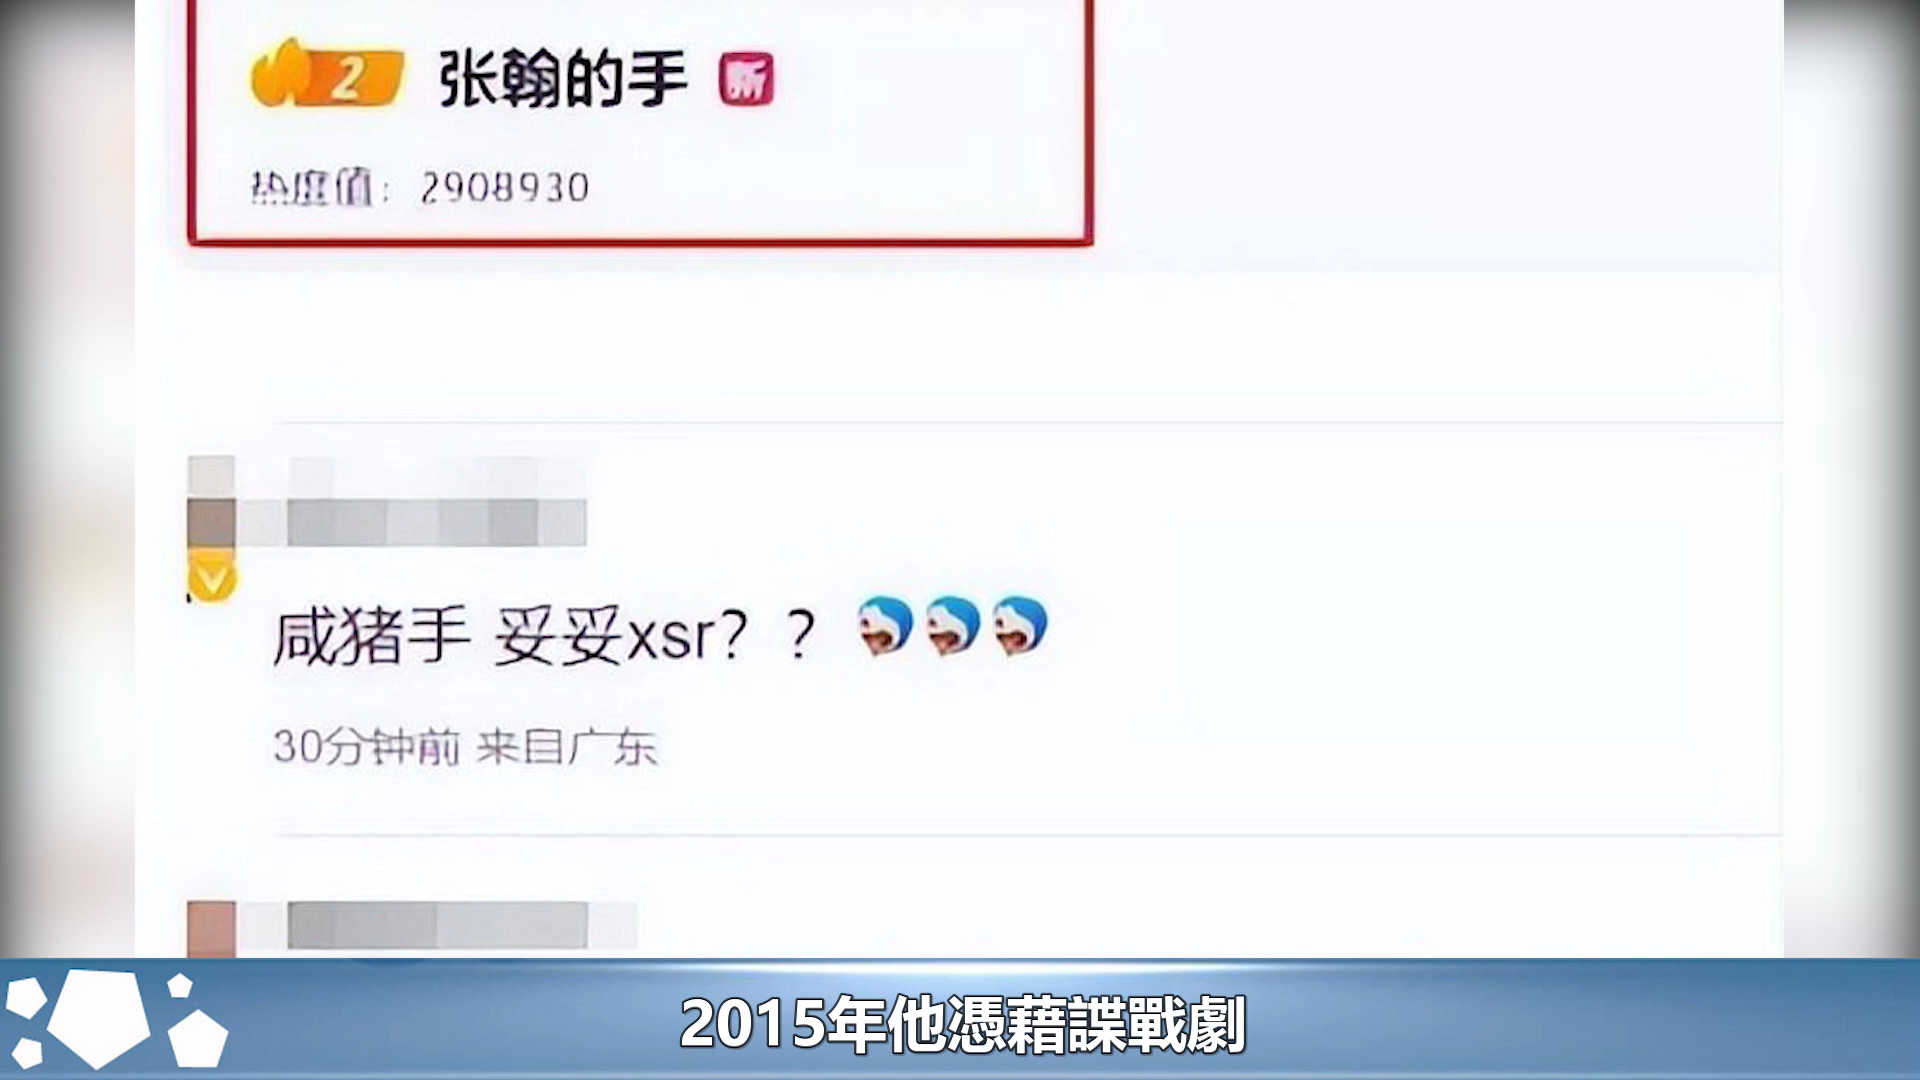 2 张翰的手 新
热度值：2908930
咸猪手 妥妥xsr？？
30分钟前 来自广东
2015年他憑藉諜戰劇